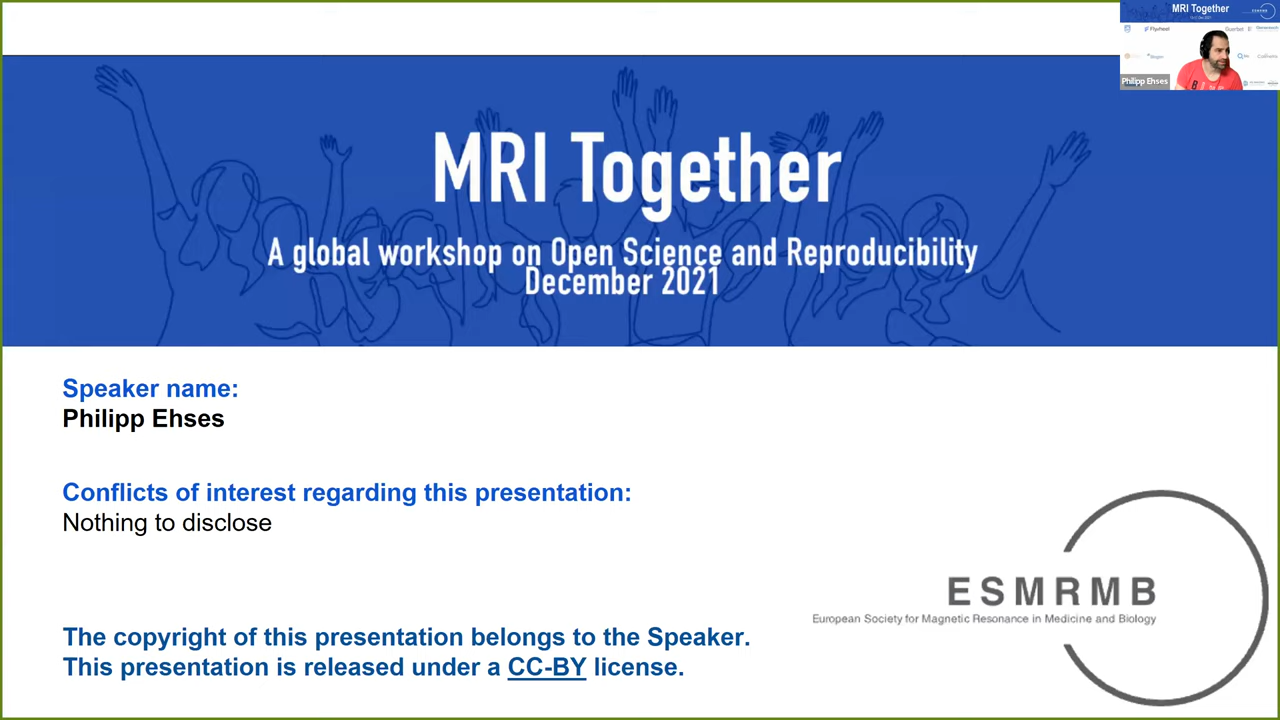 MRI Together
Flywheel
Guerbet
Philipp Ehses
MRI Together
A global workshop on Open Science and Reproducibility
December 2021
Speaker name:
Philipp Ehses
Conflicts of interest regarding this presentation:
Nothing to disclose
ESMRMB
European Society for Magnetic Resonance in Medicine and Biology
The copyright of this presentation belongs to the Speaker.
This presentation is released under a CC-BY license.